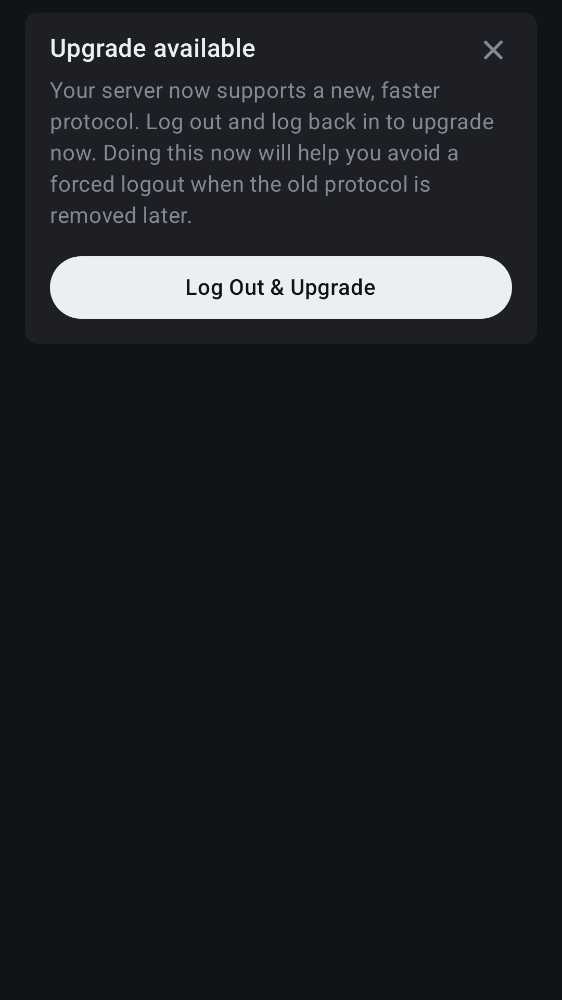 Upgrade available
Your server now supports a new, faster
protocol. Log out and log back in to upgrade
now. Doing this now will help you avoid a
forced logout when the old protocol is
removed later.
Log Out & Upgrade